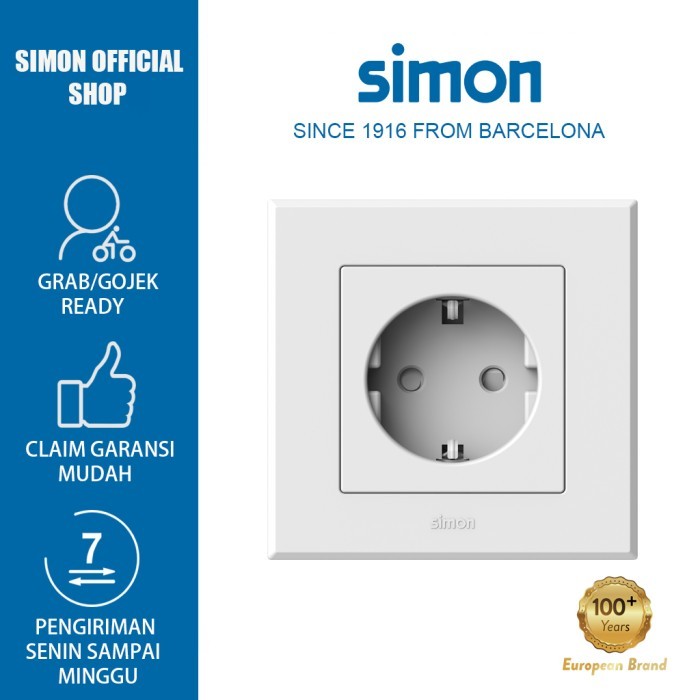 SIMON OFFICIAL
SHOP
GRAB/GOJEK
READY
CLAIM GARANSI
MUDAH
7
PENGIRIMAN
SENIN SAMPAI
MINGGU
simon
SINCE 1916 FROM BARCELONA
simon
100+
Years
European Brand